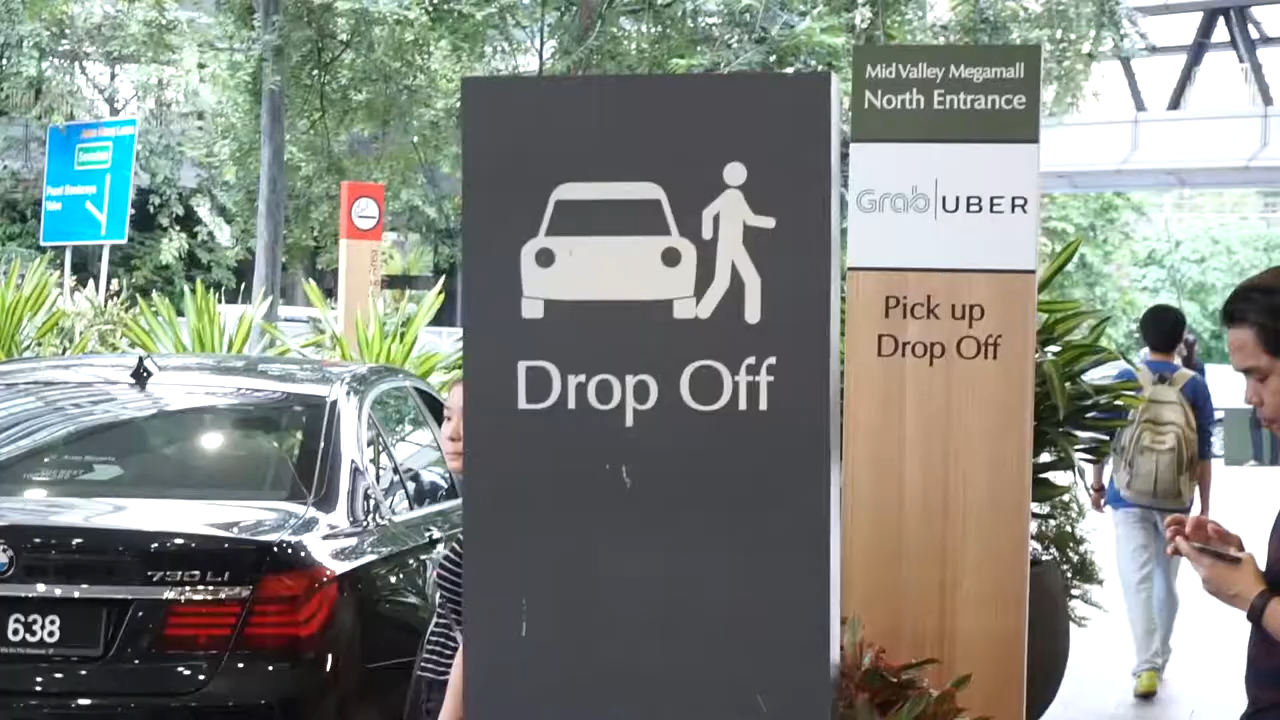 Mid Valley Megamall
North Entrance
Grab UBER
Pick up
Drop Off
Drop Off
730Li
638